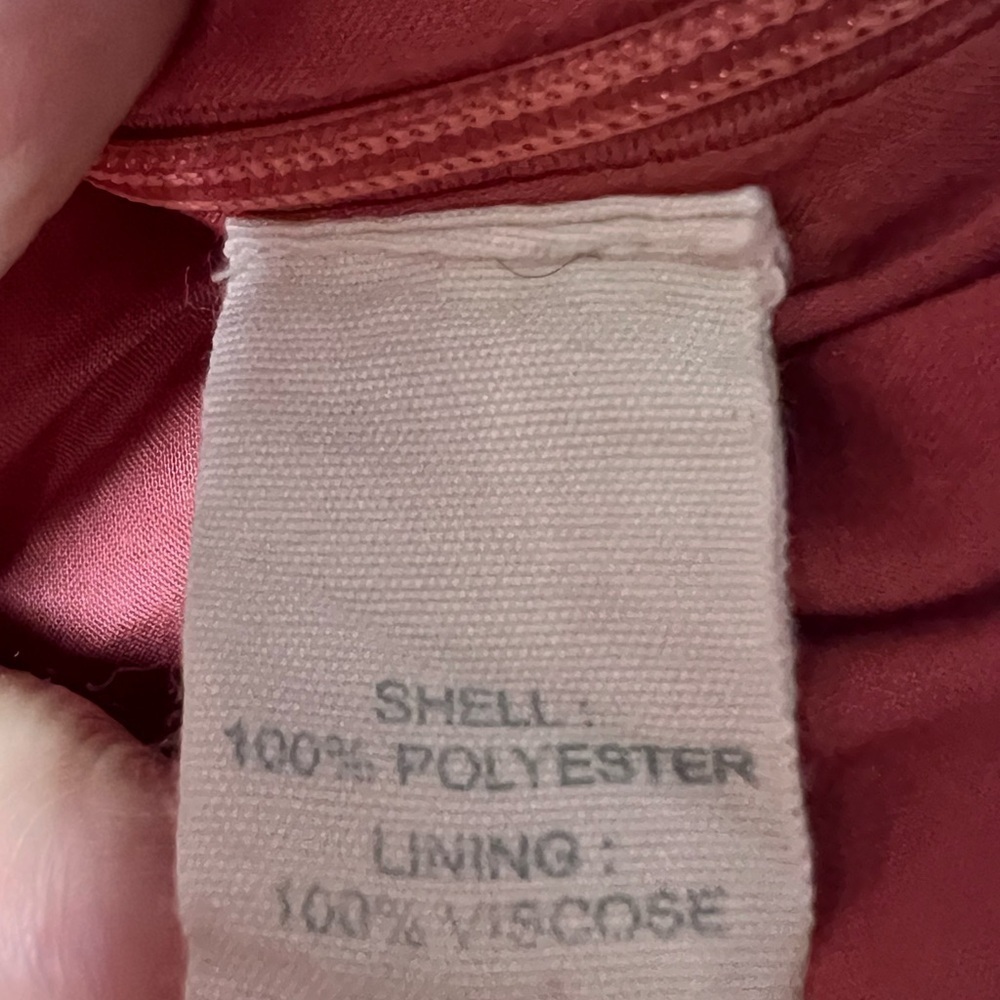 SHELL :
100% POLYESTER
LINING :
100% VISCOSE